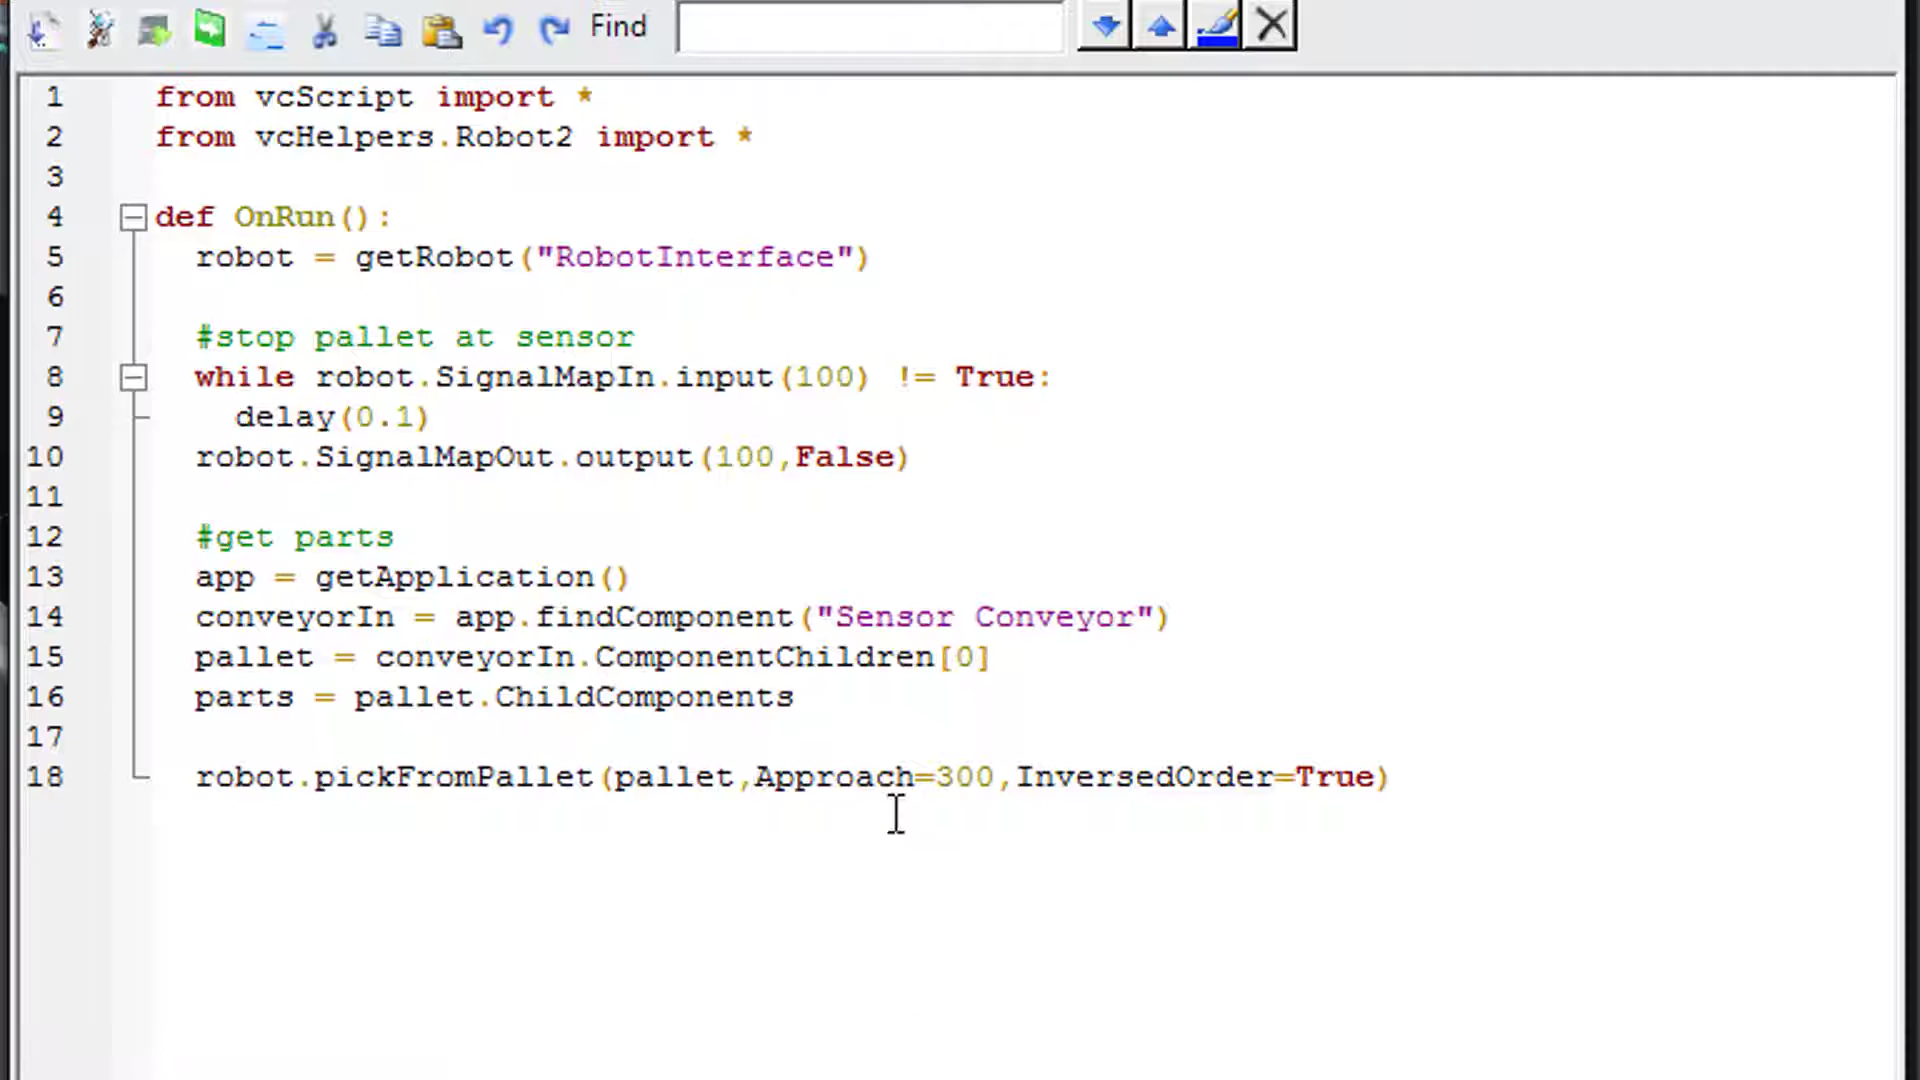 Find
1 from vcScript import *
2 from vcHelpers.Robot2 import *
3
4 def OnRun():
5 robot = getRobot("RobotInterface")
6
7 #stop pallet at sensor
8 while robot.SignalMapIn.input(100) != True:
9 delay(0.1)
10 robot.SignalMapOut.output(100,False)
11
12 #get parts
13 app = getApplication()
14 conveyorIn = app.findComponent("Sensor Conveyor")
15 pallet = conveyorIn.ComponentChildren[0]
16 parts = pallet.ChildComponents
17
18 robot.pickFromPallet(pallet,Approach=300,InversedOrder=True)